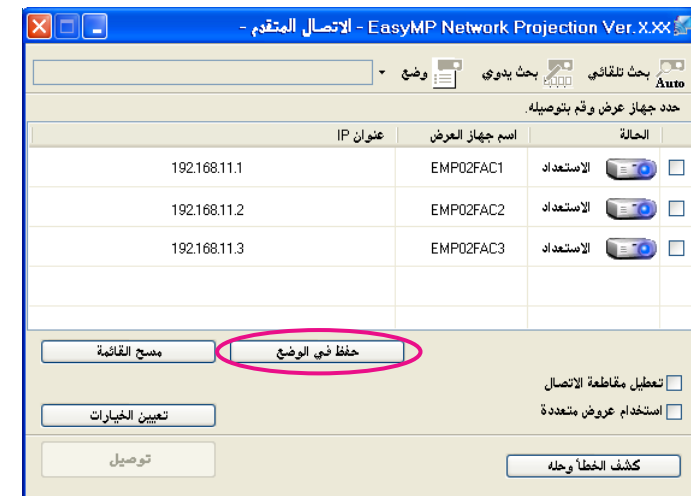 EasyMP Network Projection Ver.X.XX - الاتصال المتقدم -
Auto بحث تلقائي بحث يدوي وضع
حدد جهاز عرض وقم بتوصيله.
الحالة اسم جهاز العرض عنوان IP
الاستعداد EMP02FAC1 192.168.11.1
الاستعداد EMP02FAC2 192.168.11.2
الاستعداد EMP02FAC3 192.168.11.3
حفظ في الوضع مسح القائمة
تعطيل مقاطعة الاتصال
استخدام عروض متعددة تعيين الخيارات
كشف الخطأ وحله توصيل